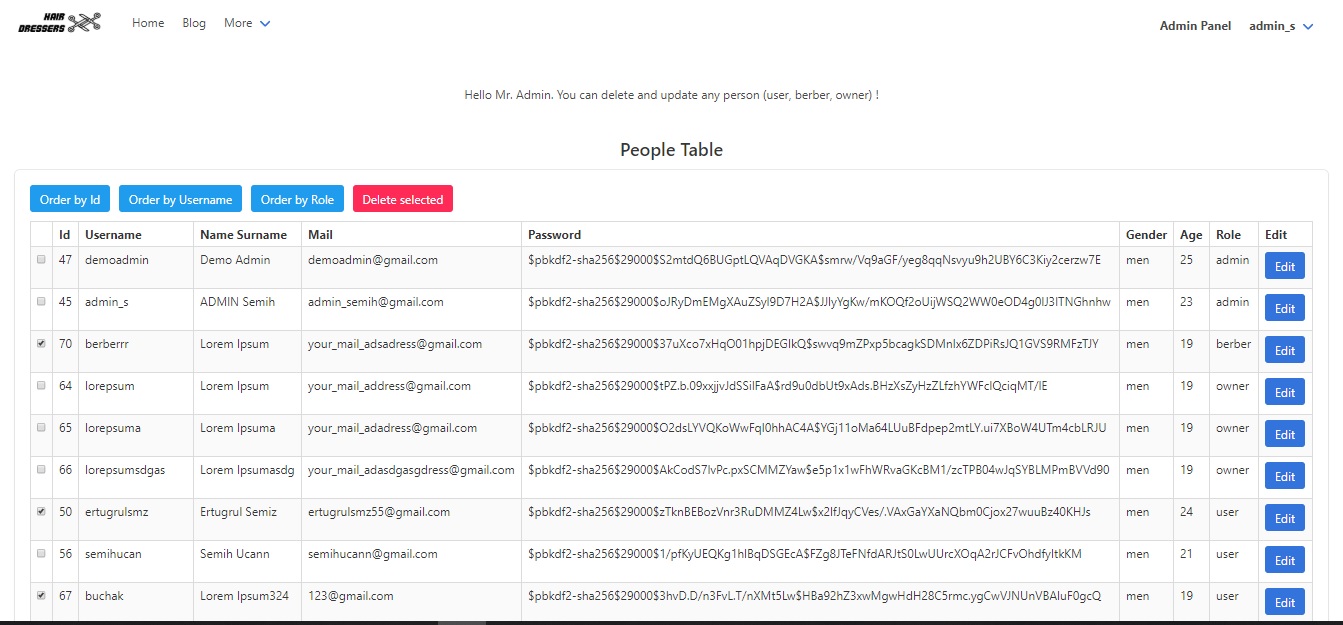 HAIR DRESSERS Home Blog More Admin Panel admin_s
Hello Mr. Admin. You can delete and update any person (user, berber, owner) !
People Table
Order by Id Order by Username Order by Role Delete selected
Id Username Name Surname Mail Password Gender Age Role Edit
47 demoadmin Demo Admin demoadmin@gmail.com $pbkdf2-sha256$29000$S2mtdQ6BUGptLQVAqDVGKA$smrw/Vq9aGF/yeg8qqNsvyu9h2UBY6C3Kiy2cerzw7E men 25 admin Edit
45 admin_s ADMIN Semih admin_semih@gmail.com $pbkdf2-sha256$29000$oJRyDmEMgXAuZSyl9D7H2A$JJIyYgKw/mKOQf2oUijWSQ2WW0eOD4g0lJ3ITNGhnhw men 23 admin Edit
70 berberrr Lorem Ipsum your_mail_adsadress@gmail.com $pbkdf2-sha256$29000$37uXco7xHqO01hpjDEGIkQ$swvq9mZPxp5bcagkSDMnIx6ZDPiRsJQ1GVS9RMFzTJY men 19 berber Edit
64 lorepsum Lorem Ipsum your_mail_address@gmail.com $pbkdf2-sha256$29000$tPZ.b.09xxjjvJdSSilFaA$rd9u0dbUt9xAds.BHzXsZyHzZLfzhYWFclQciqMT/IE men 19 owner Edit
65 lorepsuma Lorem Ipsuma your_mail_adadress@gmail.com $pbkdf2-sha256$29000$O2dsLYVQKoWwFqI0hhAC4A$YGj11oMa64LUuBFdpep2mtLY.ui7XBoW4UTm4cbLRJU men 19 owner Edit
66 lorepsumsdgas Lorem Ipsumasdg your_mail_adasdgasgdress@gmail.com $pbkdf2-sha256$29000$AkCodS7lvPc.pxSCMMZYaw$e5p1x1wFhWRvaGKcBM1/zcTPB04wJqSYBLMPmBVVd90 men 19 owner Edit
50 ertugrulsmz Ertugrul Semiz ertugrulsmz55@gmail.com $pbkdf2-sha256$29000$zTknBEBozVnr3RuDMMZ4Lw$x2IfJqyCVes/.VAxGaYXaNQbm0Cjox27wuuBz40KHJs men 24 user Edit
56 semihucan Semih Ucann semihucann@gmail.com $pbkdf2-sha256$29000$1/pfKyUEQKg1hIBqDSGEcA$FZg8JTeFNfdARJtS0LwUUrcXOqA2rJCFvOhdfyltkKM men 21 user Edit
67 buchak Lorem Ipsum324 123@gmail.com $pbkdf2-sha256$29000$3hvD.D/n3FvL.T/nXMt5Lw$HBa92hZ3xwMgwHdH28C5rmc.ygCwVJNUnVBAluF0gcQ men 19 user Edit